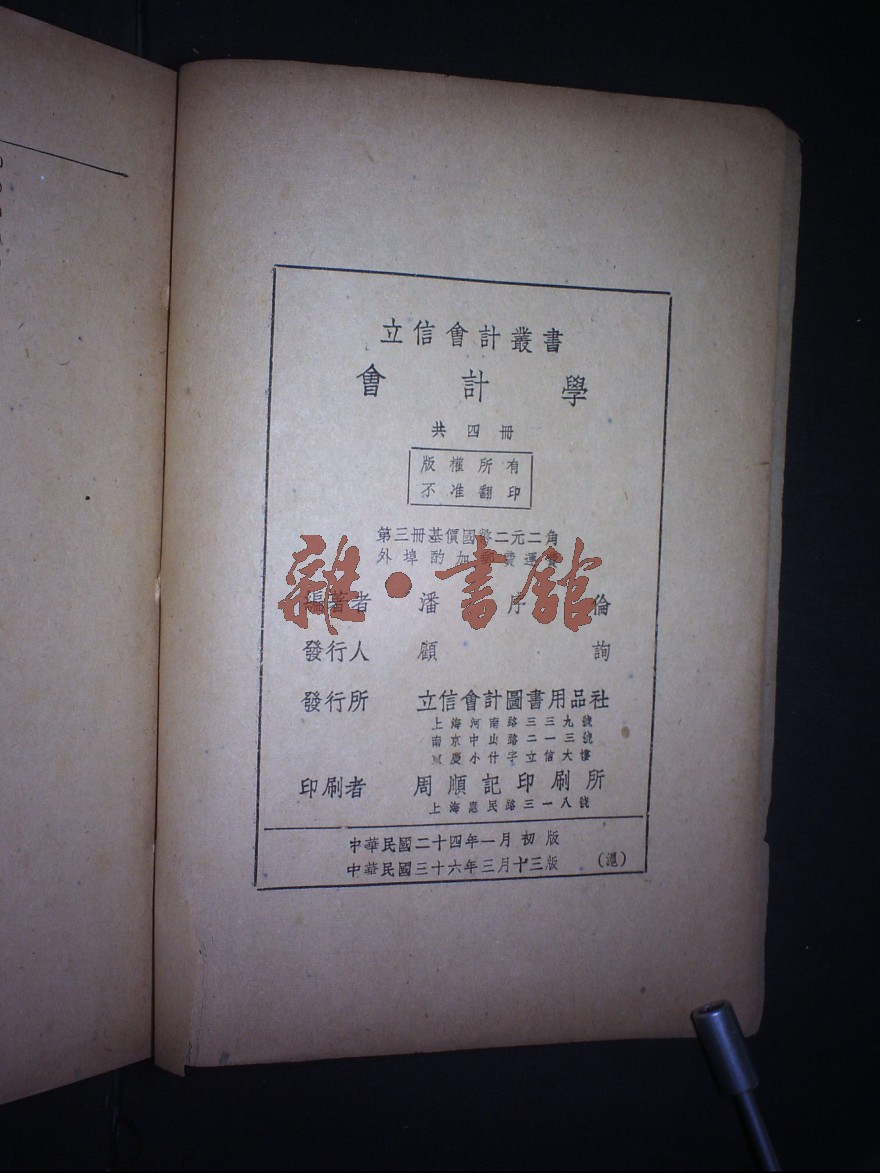 立信會計叢書
會計學
共四冊
版權所有
不准翻印
第三冊基價國幣二元二角
外埠酌加郵費運費
雜·書館
編著者 潘序倫
發行人 顧詢
發行所 立信會計圖書用品社
上海河南路三三九號
南京中山路二一三號
重慶小什字立信大樓
印刷者 周順記印刷所
上海惠民路三一八號
中華民國二十四年一月初版
中華民國三十六年三月十三版 (滬)